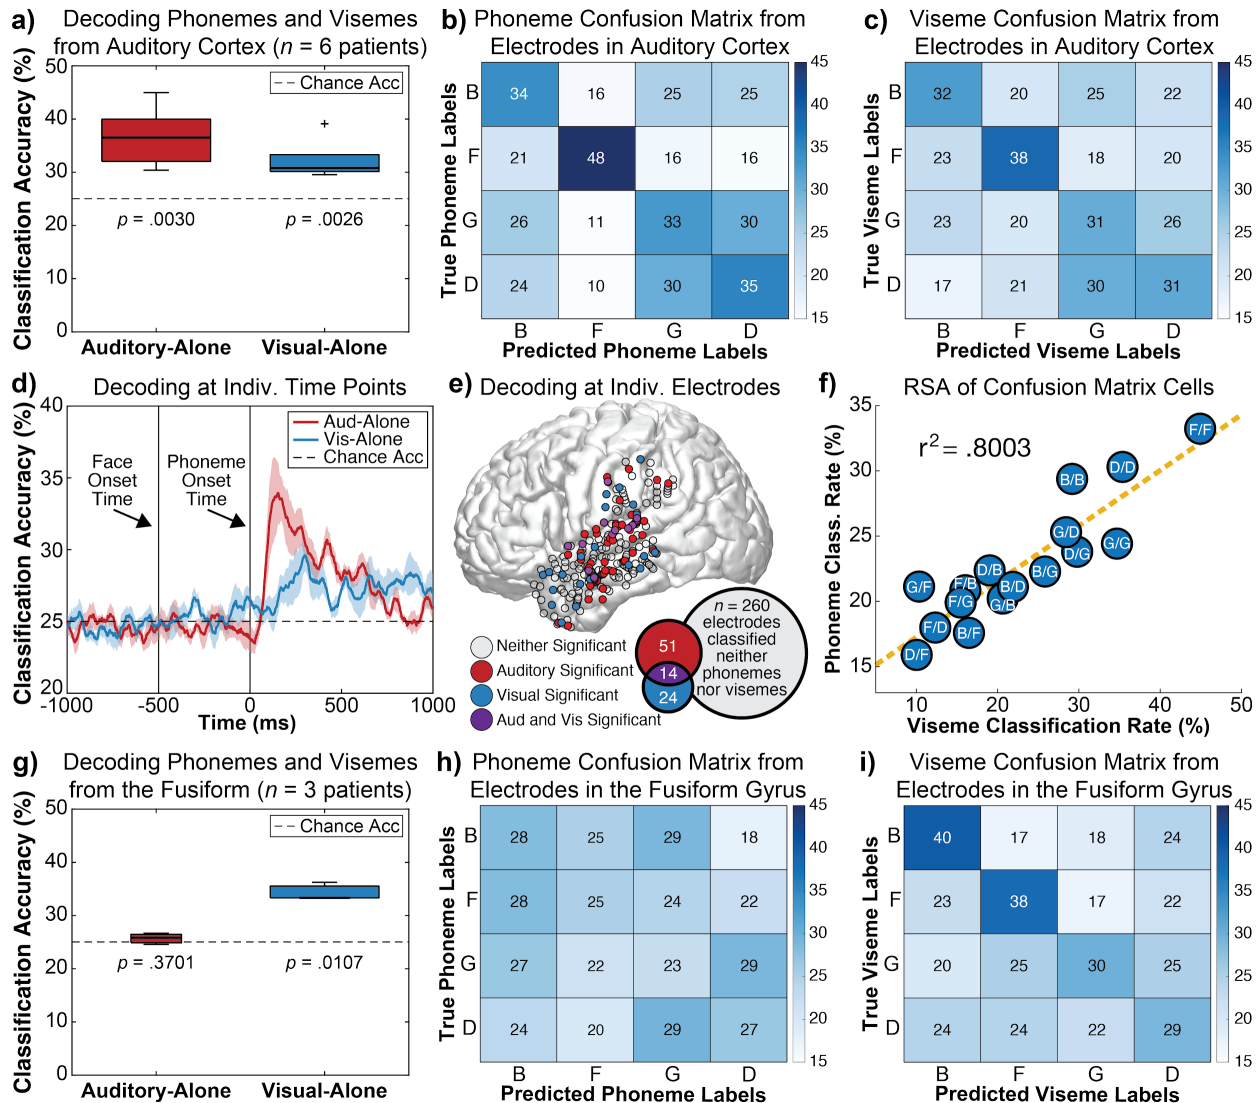 a) Decoding Phonemes and Visemes
from Auditory Cortex (n = 6 patients)
Classification Accuracy (%)
50
40
30
20
10
0
Chance Acc
p = .0030
p = .0026
Auditory-Alone
Visual-Alone
b) Phoneme Confusion Matrix from
Electrodes in Auditory Cortex
True Phoneme Labels
B 34 16 25 25
F 21 48 16 16
G 26 11 33 30
D 24 10 30 35
B F G D
Predicted Phoneme Labels
45
40
35
30
25
20
15
c) Viseme Confusion Matrix from
Electrodes in Auditory Cortex
True Viseme Labels
B 32 20 25 22
F 23 38 18 20
G 23 20 31 26
D 17 21 30 31
B F G D
Predicted Viseme Labels
45
40
35
30
25
20
15
d) Decoding at Indiv. Time Points
Classification Accuracy (%)
40
35
30
25
20
Aud-Alone
Vis-Alone
Chance Acc
Face
Onset
Time
Phoneme
Onset
Time
-1000 -500 0 500 1000
Time (ms)
e) Decoding at Indiv. Electrodes
Neither Significant
Auditory Significant
Visual Significant
Aud and Vis Significant
51
14
24
n = 260
electrodes
classified
neither
phonemes
nor visemes
f) RSA of Confusion Matrix Cells
Phoneme Class. Rate (%)
35
30
25
20
15
r2= .8003
F/F
D/D
B/B
G/D
G/G
D/G
D/B
B/G
G/F
F/B
B/D
F/G
G/B
F/D
B/F
D/F
10 20 30 40 50
Viseme Classification Rate (%)
g) Decoding Phonemes and Visemes
from the Fusiform (n = 3 patients)
Classification Accuracy (%)
50
40
30
20
10
0
Chance Acc
p = .3701
p = .0107
Auditory-Alone
Visual-Alone
h) Phoneme Confusion Matrix from
Electrodes in the Fusiform Gyrus
True Phoneme Labels
B 28 25 29 18
F 28 25 24 22
G 27 22 23 29
D 24 20 29 27
B F G D
Predicted Phoneme Labels
45
40
35
30
25
20
15
i) Viseme Confusion Matrix from
Electrodes in the Fusiform Gyrus
True Viseme Labels
B 40 17 18 24
F 23 38 17 22
G 20 25 30 25
D 24 24 22 29
B F G D
Predicted Viseme Labels
45
40
35
30
25
20
15